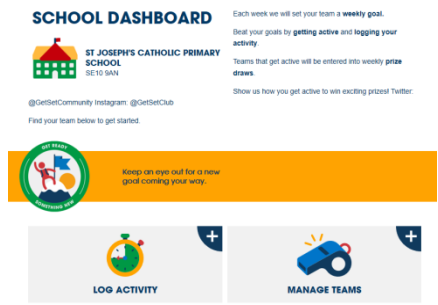 SCHOOL DASHBOARD
ST JOSEPH'S CATHOLIC PRIMARY
SCHOOL
SE10 9AN
@GetSetCommunity Instagram: @GetSetClub
Find your team below to get started.
Each week we will set your team a weekly goal.
Beat your goals by getting active and logging your
activity.
Teams that get active will be entered into weekly prize
draws.
Show us how you get active to win exciting prizes! Twitter:
GET READY
SOMETHING NEW
Keep an eye out for a new
goal coming your way.
LOG ACTIVITY
MANAGE TEAMS